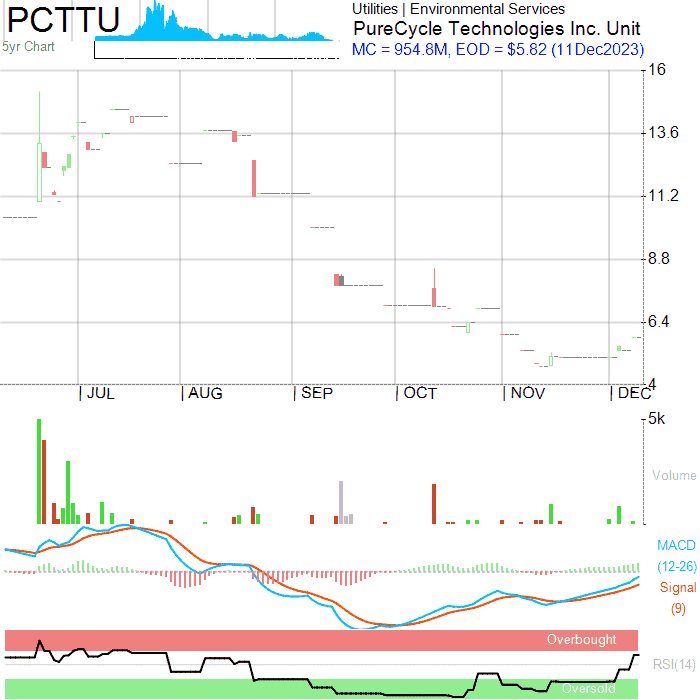 PCTTU
Utilities | Environmental Services
PureCycle Technologies Inc. Unit
5yr Chart
MC = 954.8M, EOD = $5.82 (11Dec2023)
16
13.6
11.2
8.8
6.4
4
| JUL | AUG | SEP | OCT | NOV | DEC
5k
Volume
MACD
(12-26)
Signal
(9)
Overbought
RSI(14)
Oversold